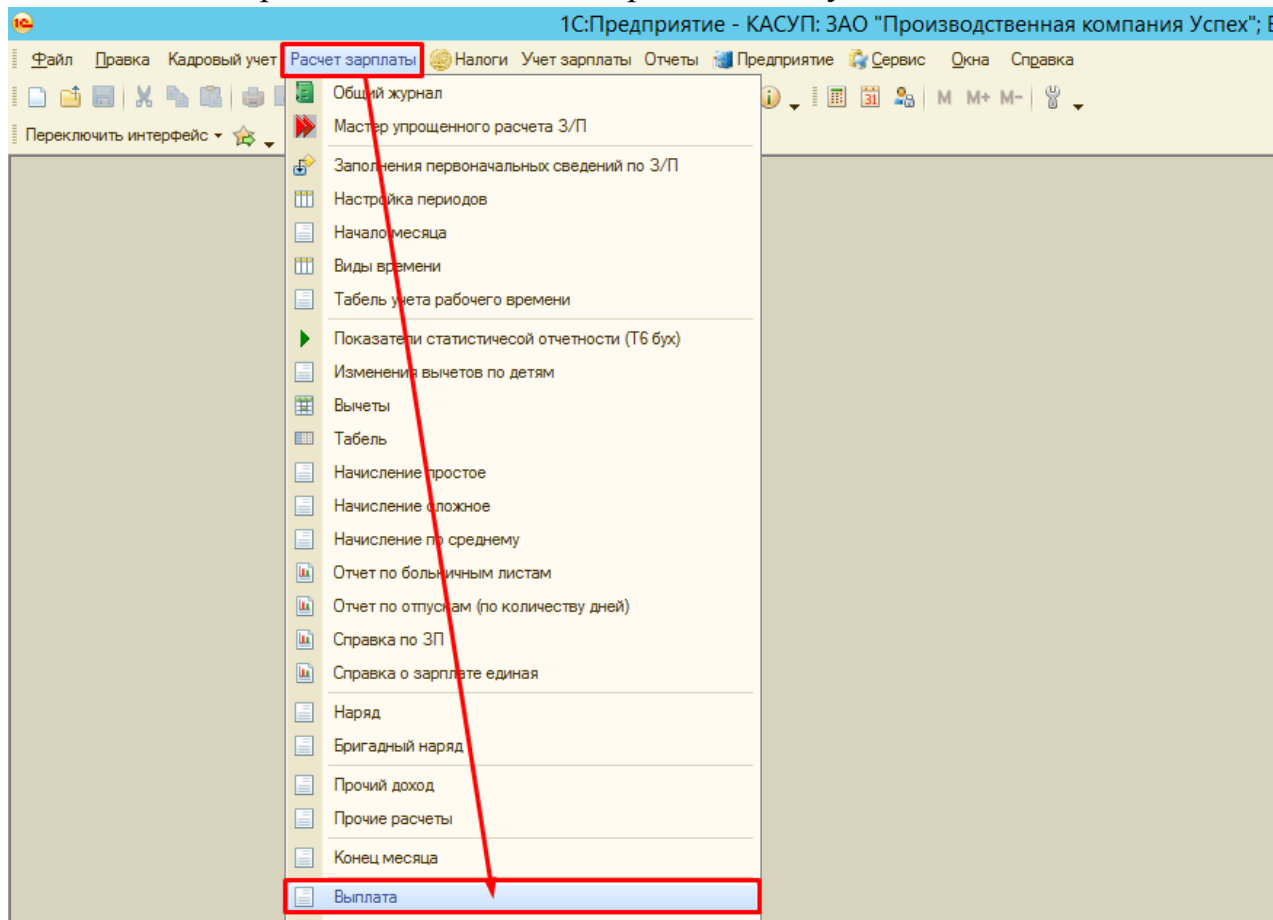 1С:Предприятие - КАСУП: ЗАО "Производственная компания Успех";
Файл Правка Кадровый учет Расчет зарплаты Налоги Учет зарплаты Отчеты Предприятие Сервис Окна Справка
31 M M+ M-
Переключить интерфейс
Общий журнал
Мастер упрощенного расчета З/П
Заполнения первоначальных сведений по З/П
Настройка периодов
Начало месяца
Виды времени
Табель учета рабочего времени
Показатели статистичесой отчетности (Т6 бух)
Изменения вычетов по детям
Вычеты
Табель
Начисление простое
Начисление сложное
Начисление по среднему
Отчет по больничным листам
Отчет по отпускам (по количеству дней)
Справка по ЗП
Справка о зарплате единая
Наряд
Бригадный наряд
Прочий доход
Прочие расчеты
Конец месяца
Выплата